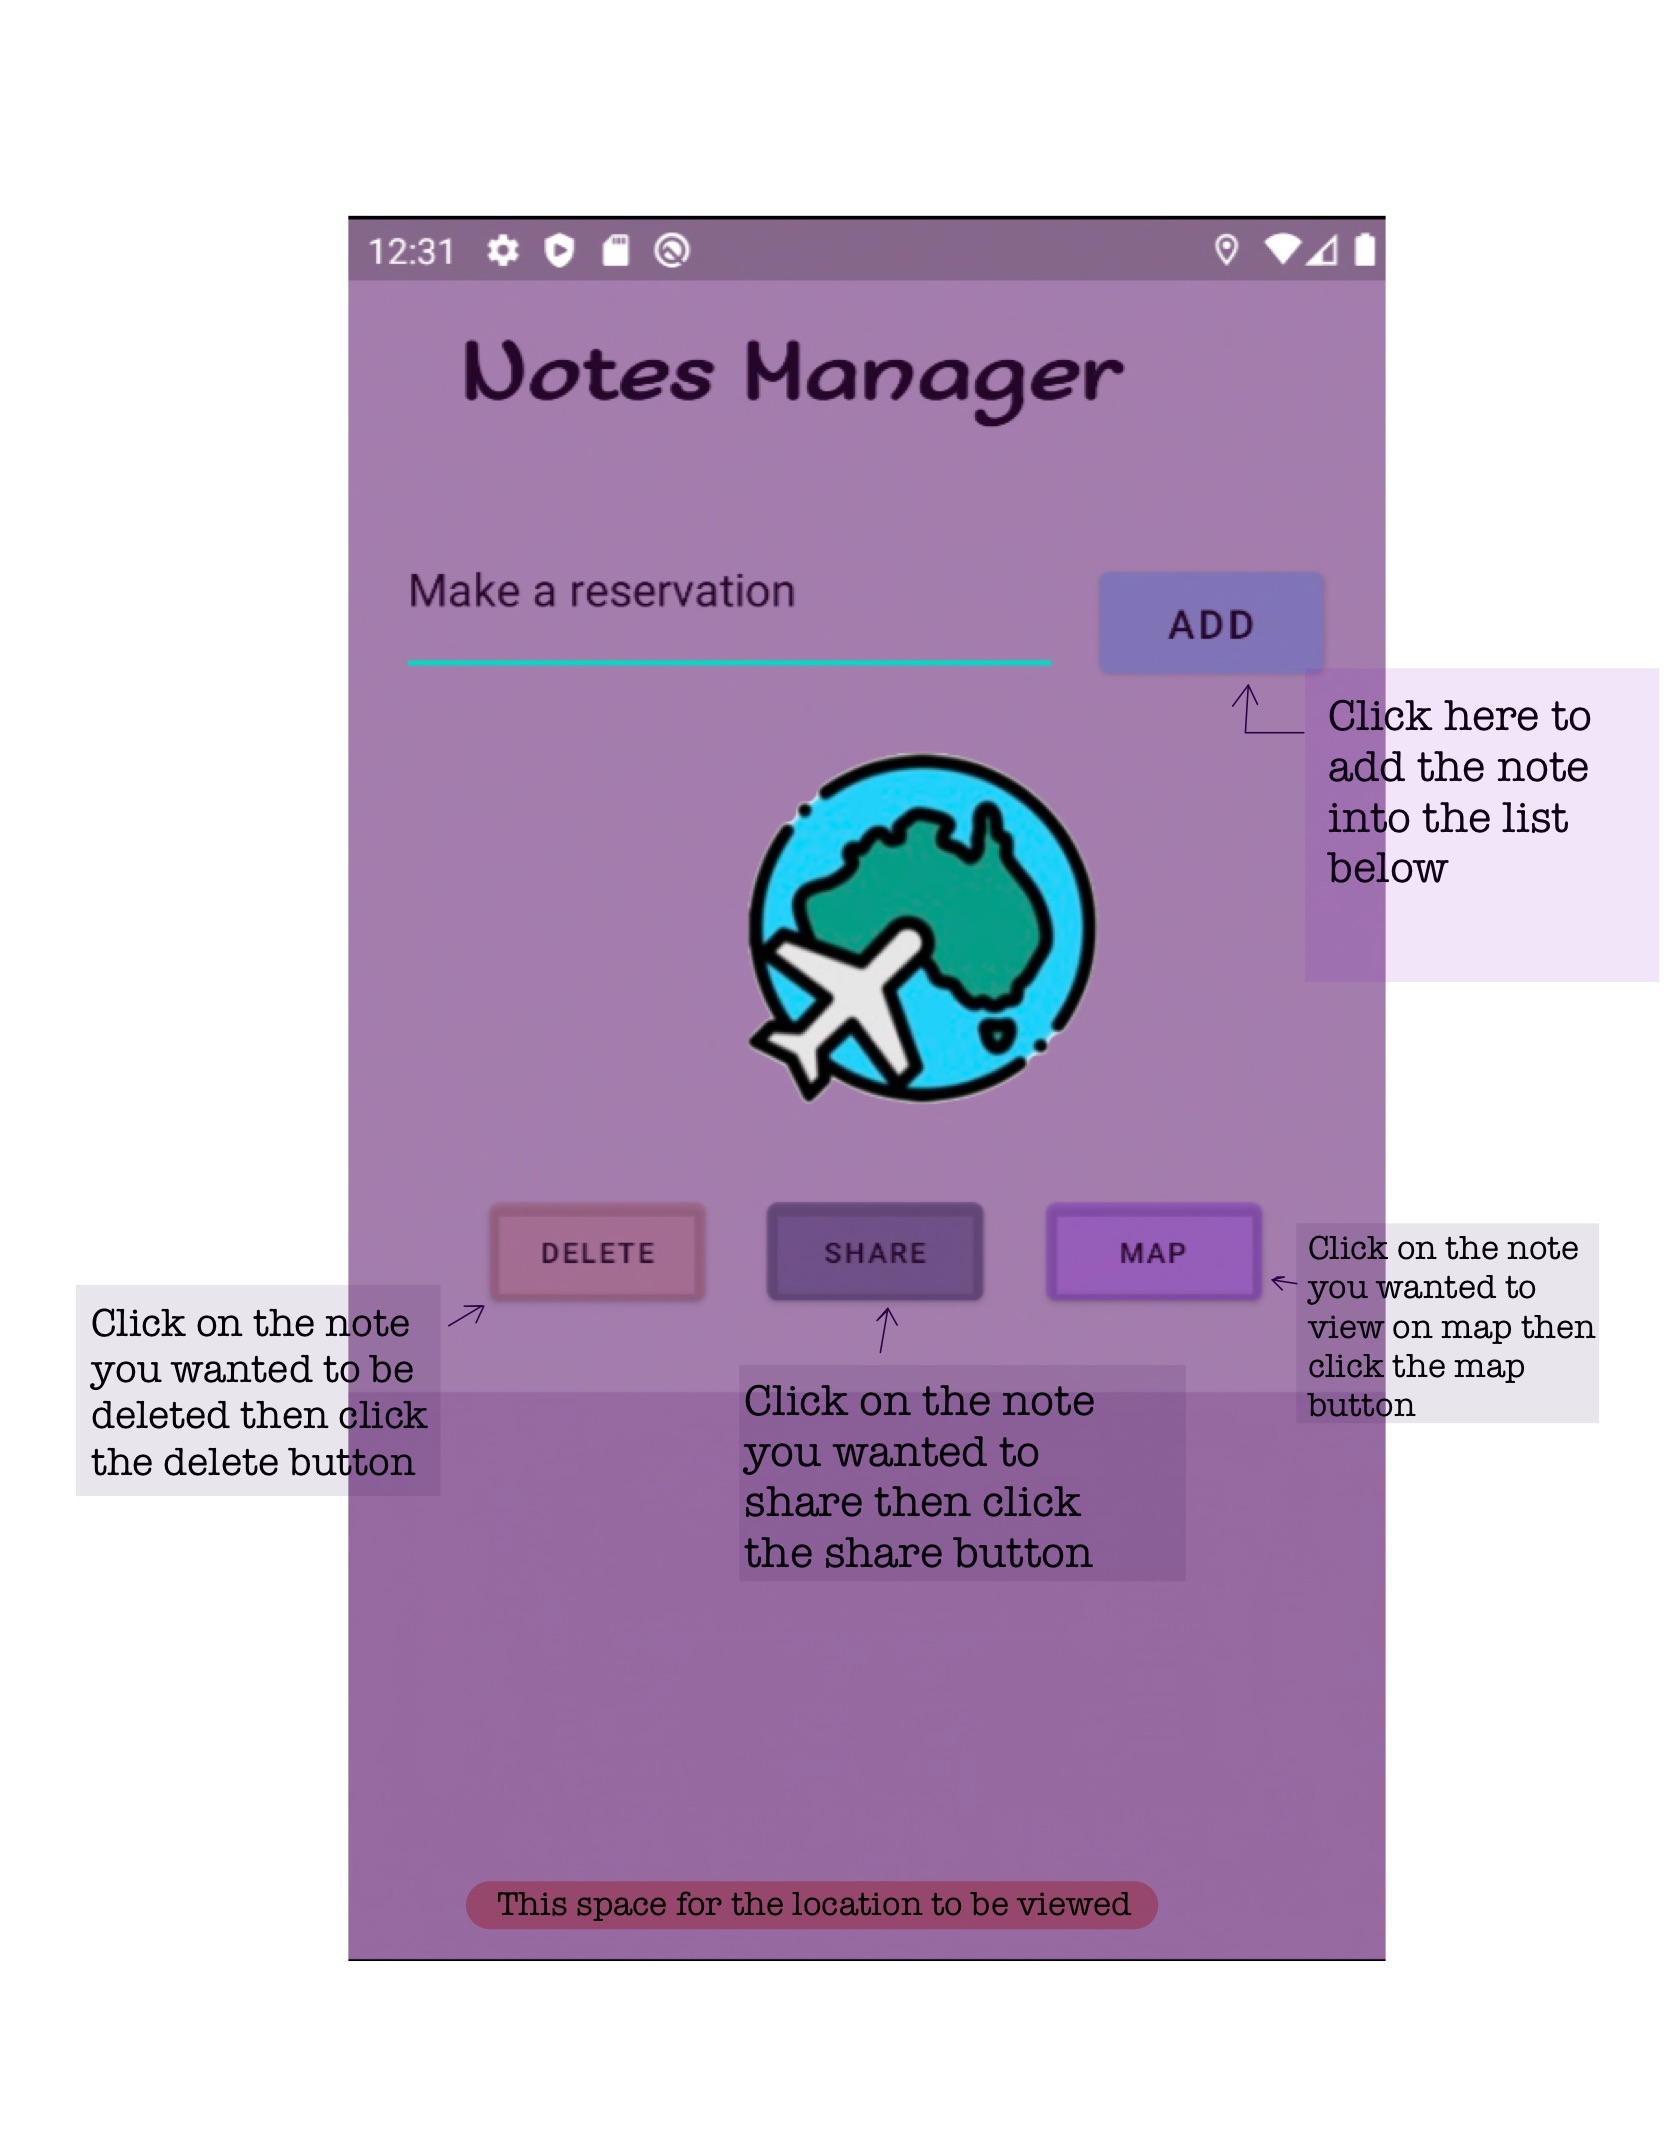 12:31
Notes Manager
Make a reservation
ADD
Click here to
add the note
into the list
below
DELETE
SHARE
MAP
Click on the note
you wanted to
view on map then
click the map
button
Click on the note
you wanted to be
deleted then click
the delete button
Click on the note
you wanted to
share then click
the share button
This space for the location to be viewed